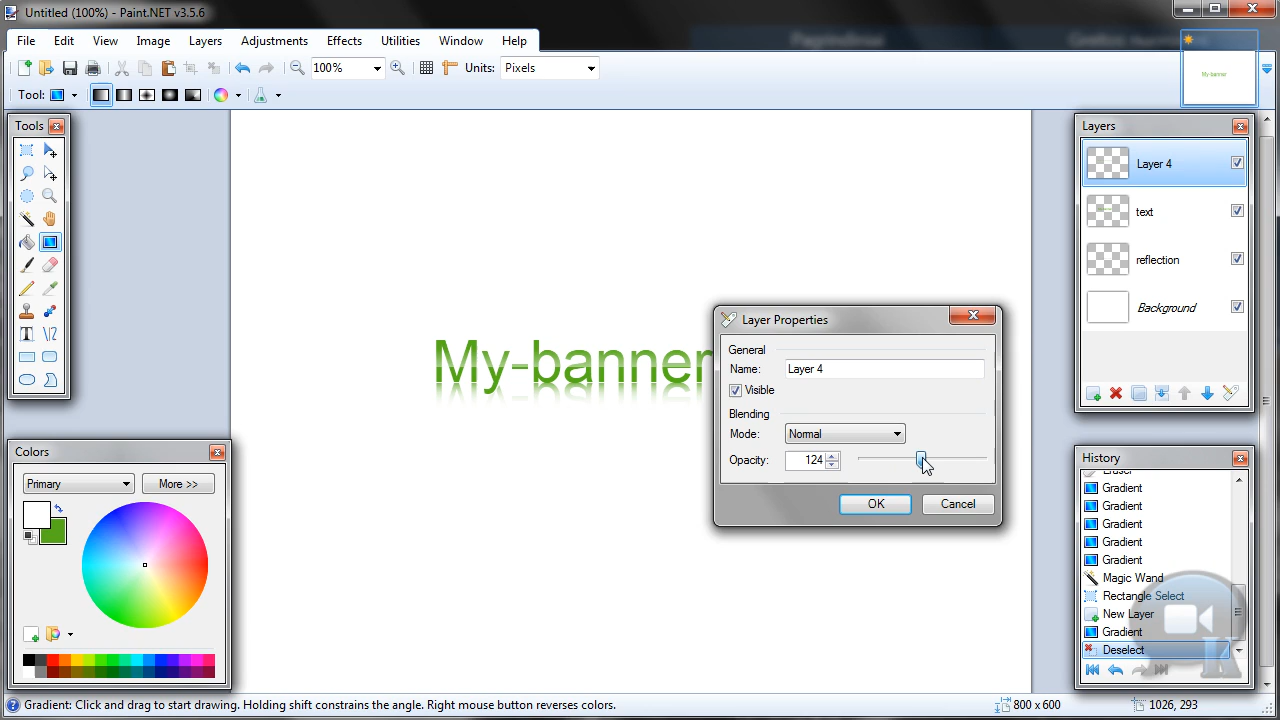 Untitled (100%) - Paint.NET v3.5.6
File Edit View Image Layers Adjustments Effects Utilities Window Help
100% Units: Pixels
My-banner
Tool:
Tools
Layers
Layer 4
text
reflection
Background
My-banner
Layer Properties
General
Name: Layer 4
Visible
Blending
Mode: Normal
Opacity: 124
OK Cancel
Colors
Primary More >>
History
Eraser
Gradient
Gradient
Gradient
Gradient
Gradient
Magic Wand
Rectangle Select
New Layer
Gradient
Deselect
K
Gradient: Click and drag to start drawing. Holding shift constrains the angle. Right mouse button reverses colors.
800 x 600
1026, 293